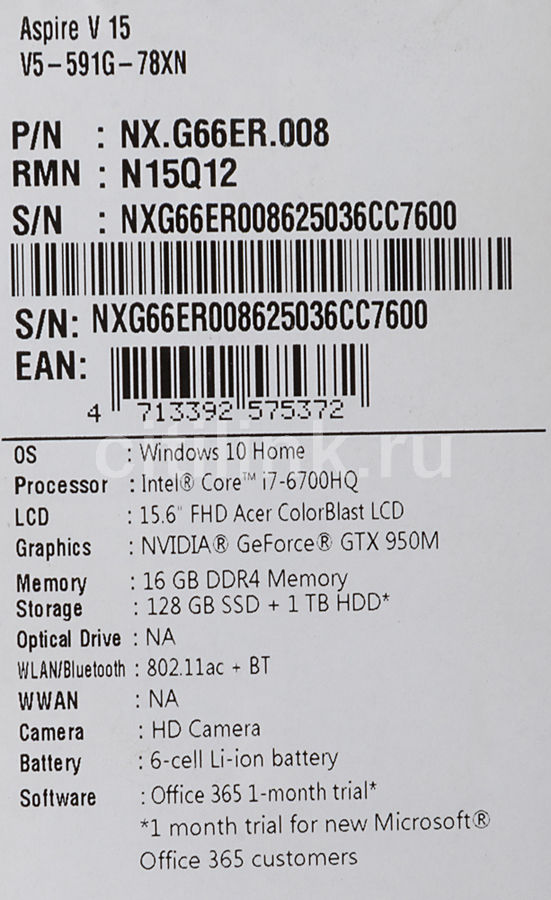 Aspire V 15
V5-591G-78XN
P/N : NX.G66ER.008
RMN : N15Q12
S/N : NXG66ER008625036CC7600
S/N: NXG66ER008625036CC7600
EAN:
4 713392 575372
citilink.ru
OS : Windows 10 Home
Processor : Intel® Core™ i7-6700HQ
LCD : 15.6" FHD Acer ColorBlast LCD
Graphics : NVIDIA® GeForce® GTX 950M
Memory : 16 GB DDR4 Memory
Storage : 128 GB SSD + 1 TB HDD*
Optical Drive : NA
WLAN/Bluetooth : 802.11ac + BT
WWAN : NA
Camera : HD Camera
Battery : 6-cell Li-ion battery
Software : Office 365 1-month trial*
*1 month trial for new Microsoft®
Office 365 customers